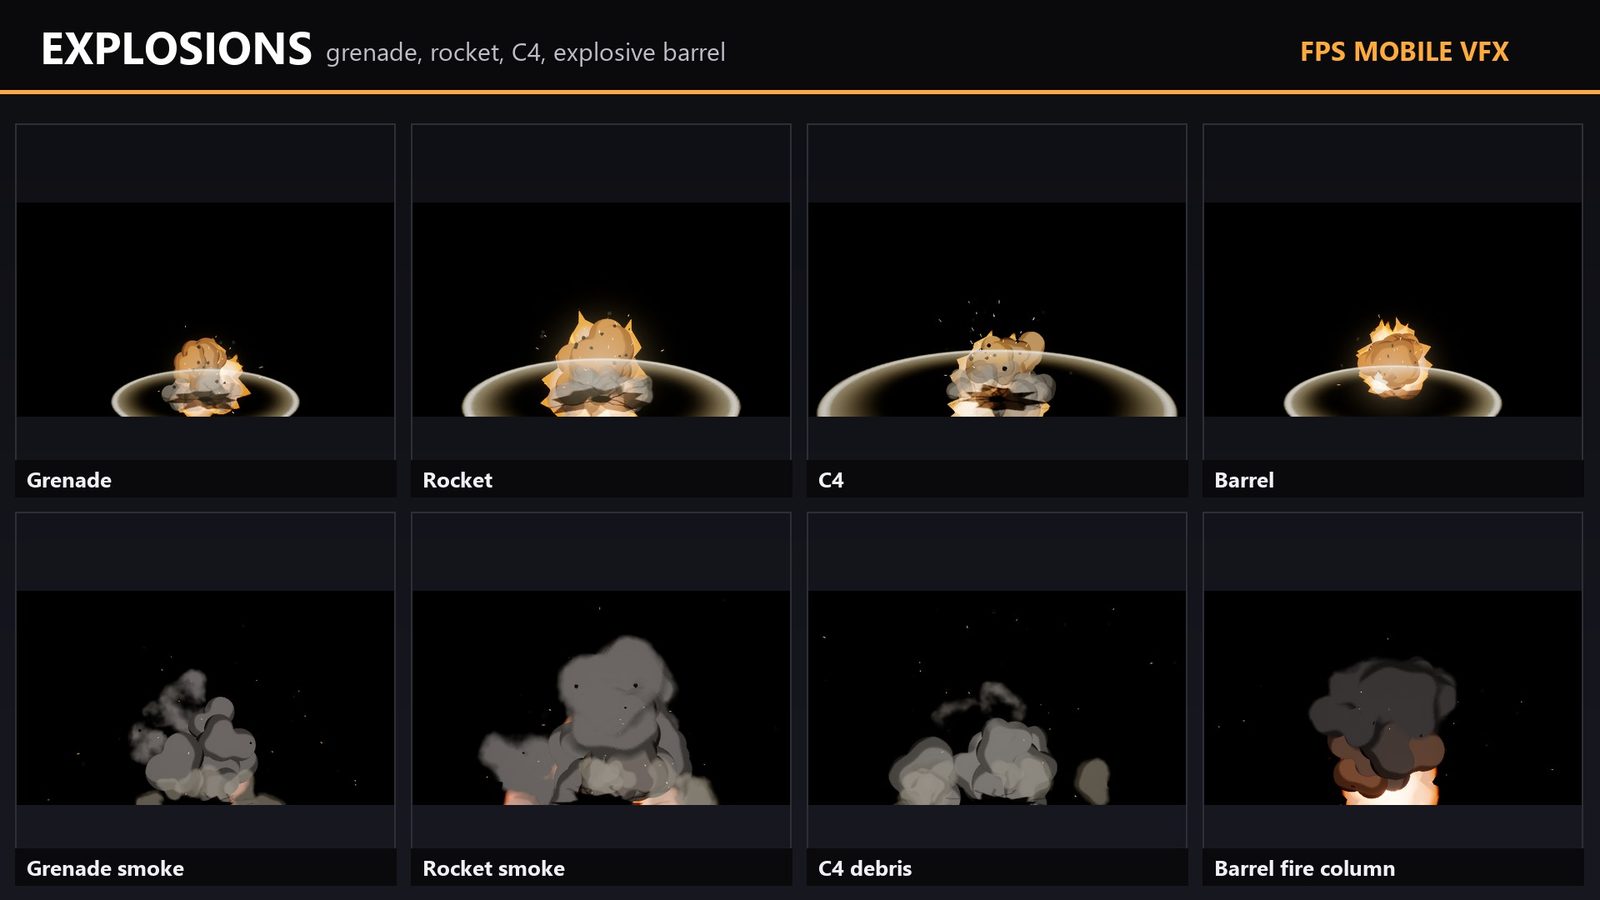 EXPLOSIONS grenade, rocket, C4, explosive barrel
FPS MOBILE VFX
Grenade
Rocket
C4
Barrel
Grenade smoke
Rocket smoke
C4 debris
Barrel fire column